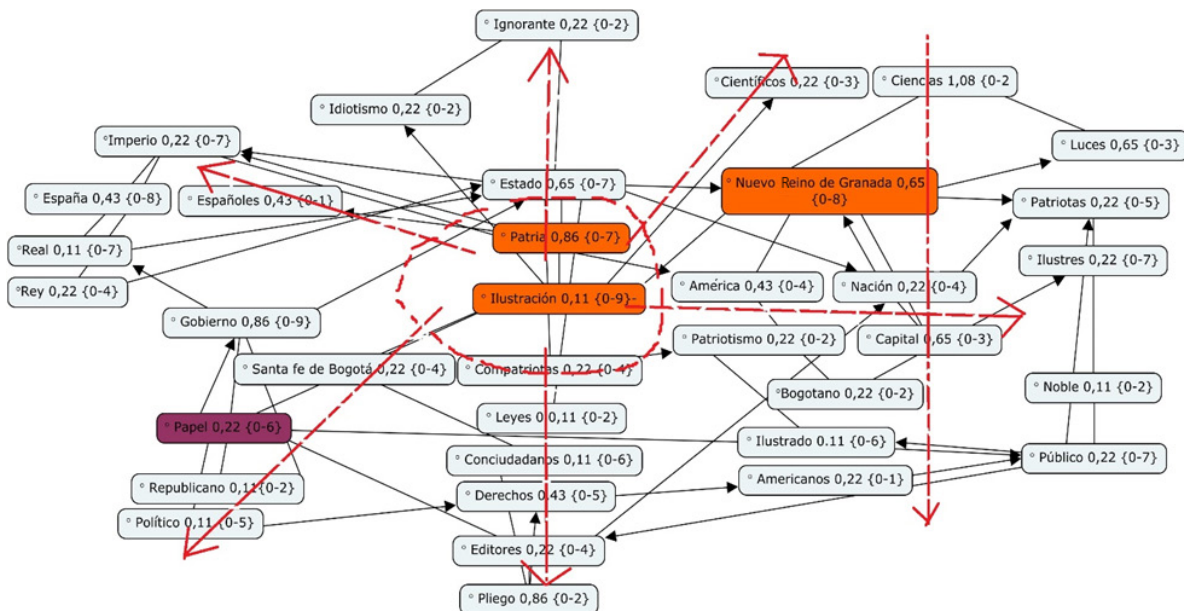 ° Ignorante 0,22 {0-2}
°Científicos 0,22 {0-3}
° Ciencias 1,08 {0-2
° Idiotismo 0,22 {0-2}
°Imperio 0,22 {0-7}
° Luces 0,65 {0-3}
° España 0,43 {0-8}
° Españoles 0,43 {0-1}
° Estado 0,65 {0-7}
° Nuevo Reino de Granada 0,65
{0-8}
° Patriotas 0,22 {0-5}
°Real 0,11 {0-7}
° Patria 0,86 {0-7}
° Ilustres 0,22 {0-7}
°Rey 0,22 {0-4}
° Ilustración 0,11 {0-9}-
° América 0,43 {0-4}
° Nación 0,22 {0-4}
° Gobierno 0,86 {0-9}
° Patriotismo 0,22 {0-2}
° Capital 0,65 {0-3}
° Santa fe de Bogotá 0,22 {0-4}
° Compatriotas 0,22 {0-4}
°Bogotano 0,22 {0-2}
° Noble 0,11 {0-2}
° Leyes 0 0,11 {0-2}
° Papel 0,22 {0-6}
° Ilustrado 0.11 {0-6}
° Conciudadanos 0,11 {0-6}
° Público 0,22 {0-7}
° Republicano 0,11{0-2}
° Derechos 0,43 {0-5}
° Americanos 0,22 {0-1}
° Político 0,11 {0-5}
° Editores 0,22 {0-4}
° Pliego 0,86 {0-2}